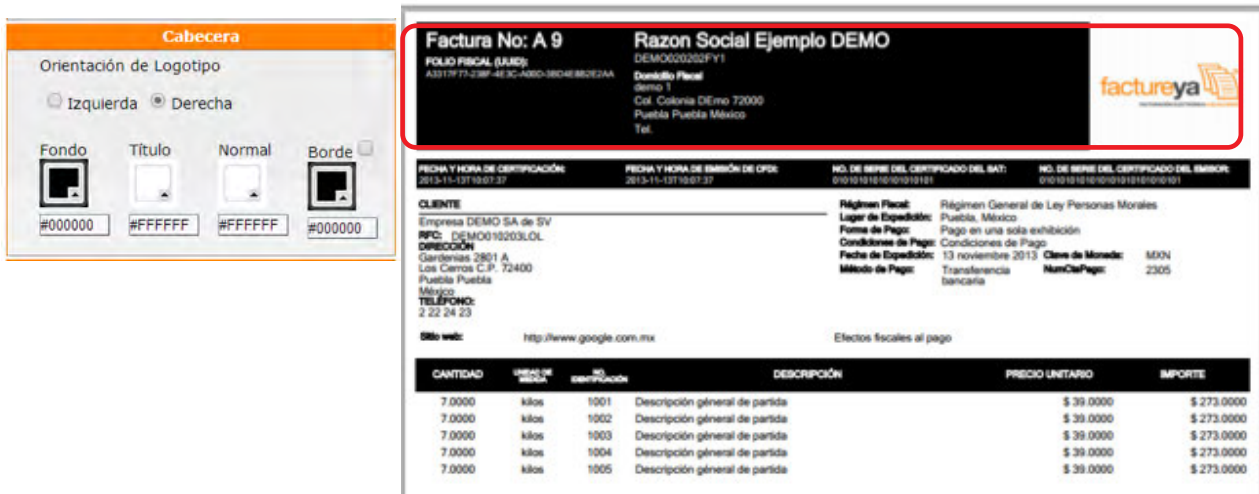 Cabecera
Orientación de Logotipo
Izquierda Derecha
Fondo Título Normal Borde
#000000 #FFFFFF #FFFFFF #000000
Factura No: A 9
FOLIO FISCAL (UUID):
Razon Social Ejemplo DEMO
DEMO020202FY1
Domicilio Fiscal
demo 1
Col. Colonia DEmo 72000
Puebla Puebla México
Tel.
factureya
FECHA Y HORA DE CERTIFICACIÓN: FECHA Y HORA DE EMISIÓN DE CFDI: NO. DE SERIE DEL CERTIFICADO DEL SAT: NO. DE SERIE DEL CERTIFICADO DEL EMISOR:
2013-11-13T10:07:37 2013-11-13T10:07:37
CLIENTE
Empresa DEMO SA de SV
RFC: DEMO010203LOL
DIRECCIÓN
Gardenias 2801 A
Los Cerros C.P. 72400
Puebla Puebla
México
TELÉFONO:
2 22 24 23
Régimen Fiscal: Régimen General de Ley Personas Morales
Lugar de Expedición: Puebla, México
Forma de Pago: Pago en una sola exhibición
Condiciones de Pago: Condiciones de Pago
Fecha de Expedición: 13 noviembre 2013 Clave de Moneda: MXN
Método de Pago: Transferencia bancaria NumCtaPago: 2305
Sitio web: http://www.google.com.mx Efectos fiscales al pago
CANTIDAD UNIDAD DE MEDIDA NO. IDENTIFICACIÓN DESCRIPCIÓN PRECIO UNITARIO IMPORTE
7.0000 kilos 1001 Descripción géneral de partida $ 39.0000 $ 273.0000
7.0000 kilos 1002 Descripción géneral de partida $ 39.0000 $ 273.0000
7.0000 kilos 1003 Descripción géneral de partida $ 39.0000 $ 273.0000
7.0000 kilos 1004 Descripción géneral de partida $ 39.0000 $ 273.0000
7.0000 kilos 1005 Descripción géneral de partida $ 39.0000 $ 273.0000